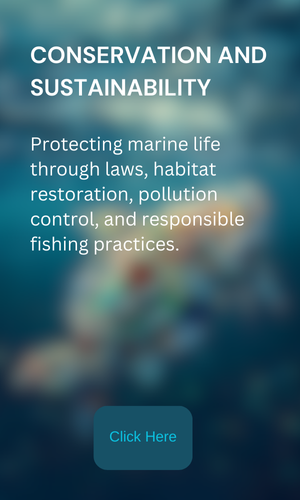 CONSERVATION AND
SUSTAINABILITY
Protecting marine life
through laws, habitat
restoration, pollution
control, and responsible
fishing practices.
Click Here